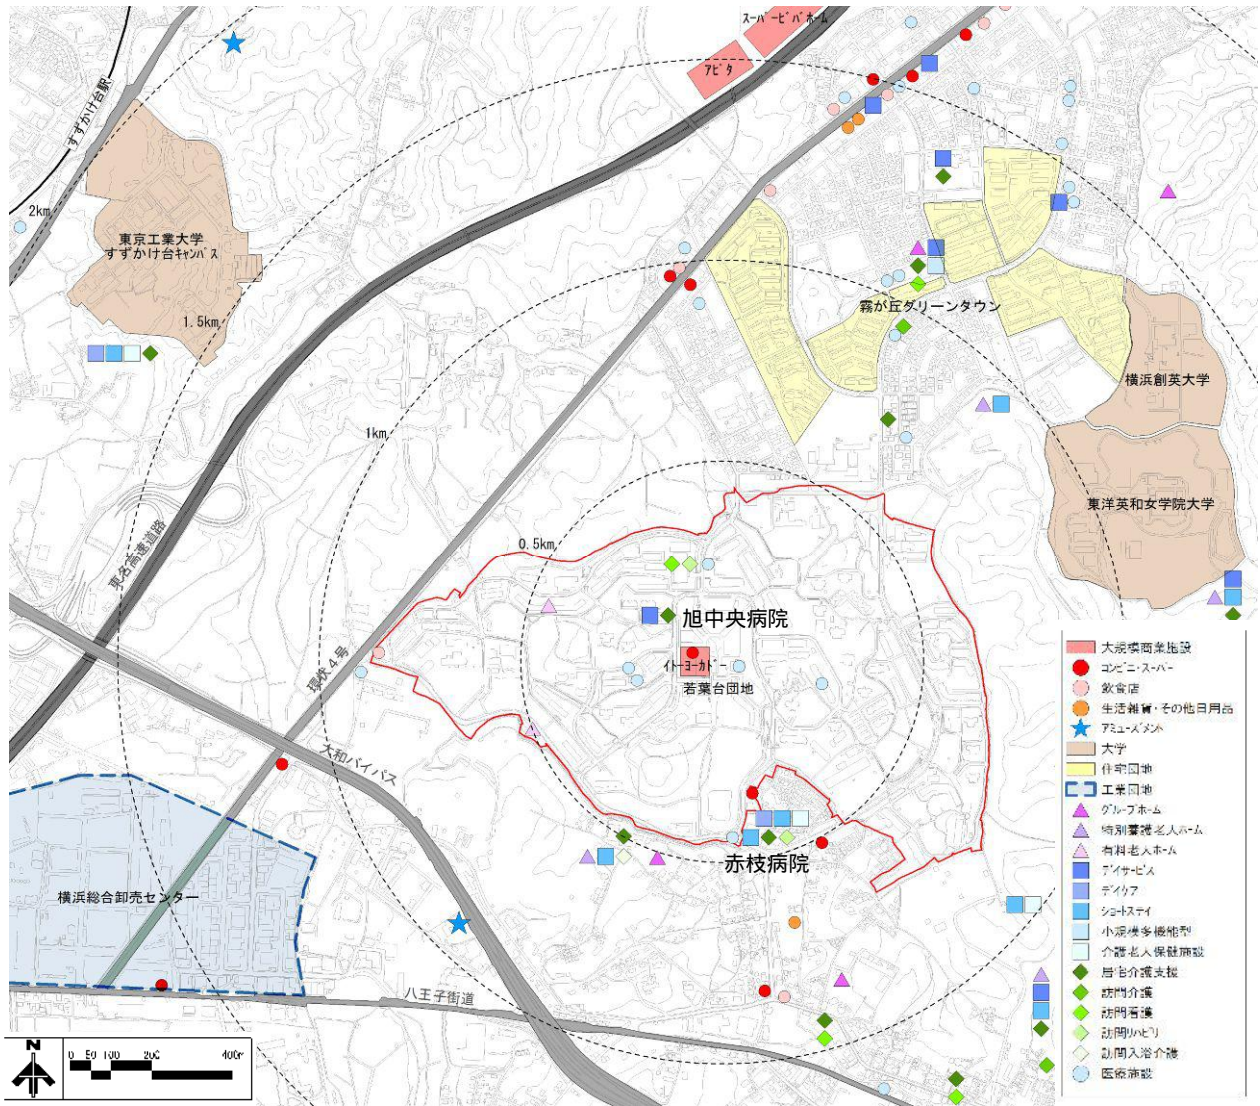 スーパービバホーム
アピタ
すずかけ台駅
2km
東京工業大学
すずかけ台キャンパス
1.5km
霧が丘グリーンタウン
横浜創英大学
1km
東洋英和女学院大学
0.5km
東名高速道路
旭中央病院
イトーヨーカドー
若葉台団地
環状4号
大和バイパス
赤枝病院
横浜総合卸売センター
八王子街道
大規模商業施設
コンビニ・スーパー
飲食店
生活雑貨・その他日用品
アミューズメント
大学
住宅団地
工業団地
グループホーム
特別養護老人ホーム
有料老人ホーム
デイサービス
デイケア
ショートステイ
小規模多機能型
介護老人保健施設
居宅介護支援
訪問介護
訪問看護
訪問リハビリ
訪問入浴介護
医療施設
N
0 50 100 200 400m